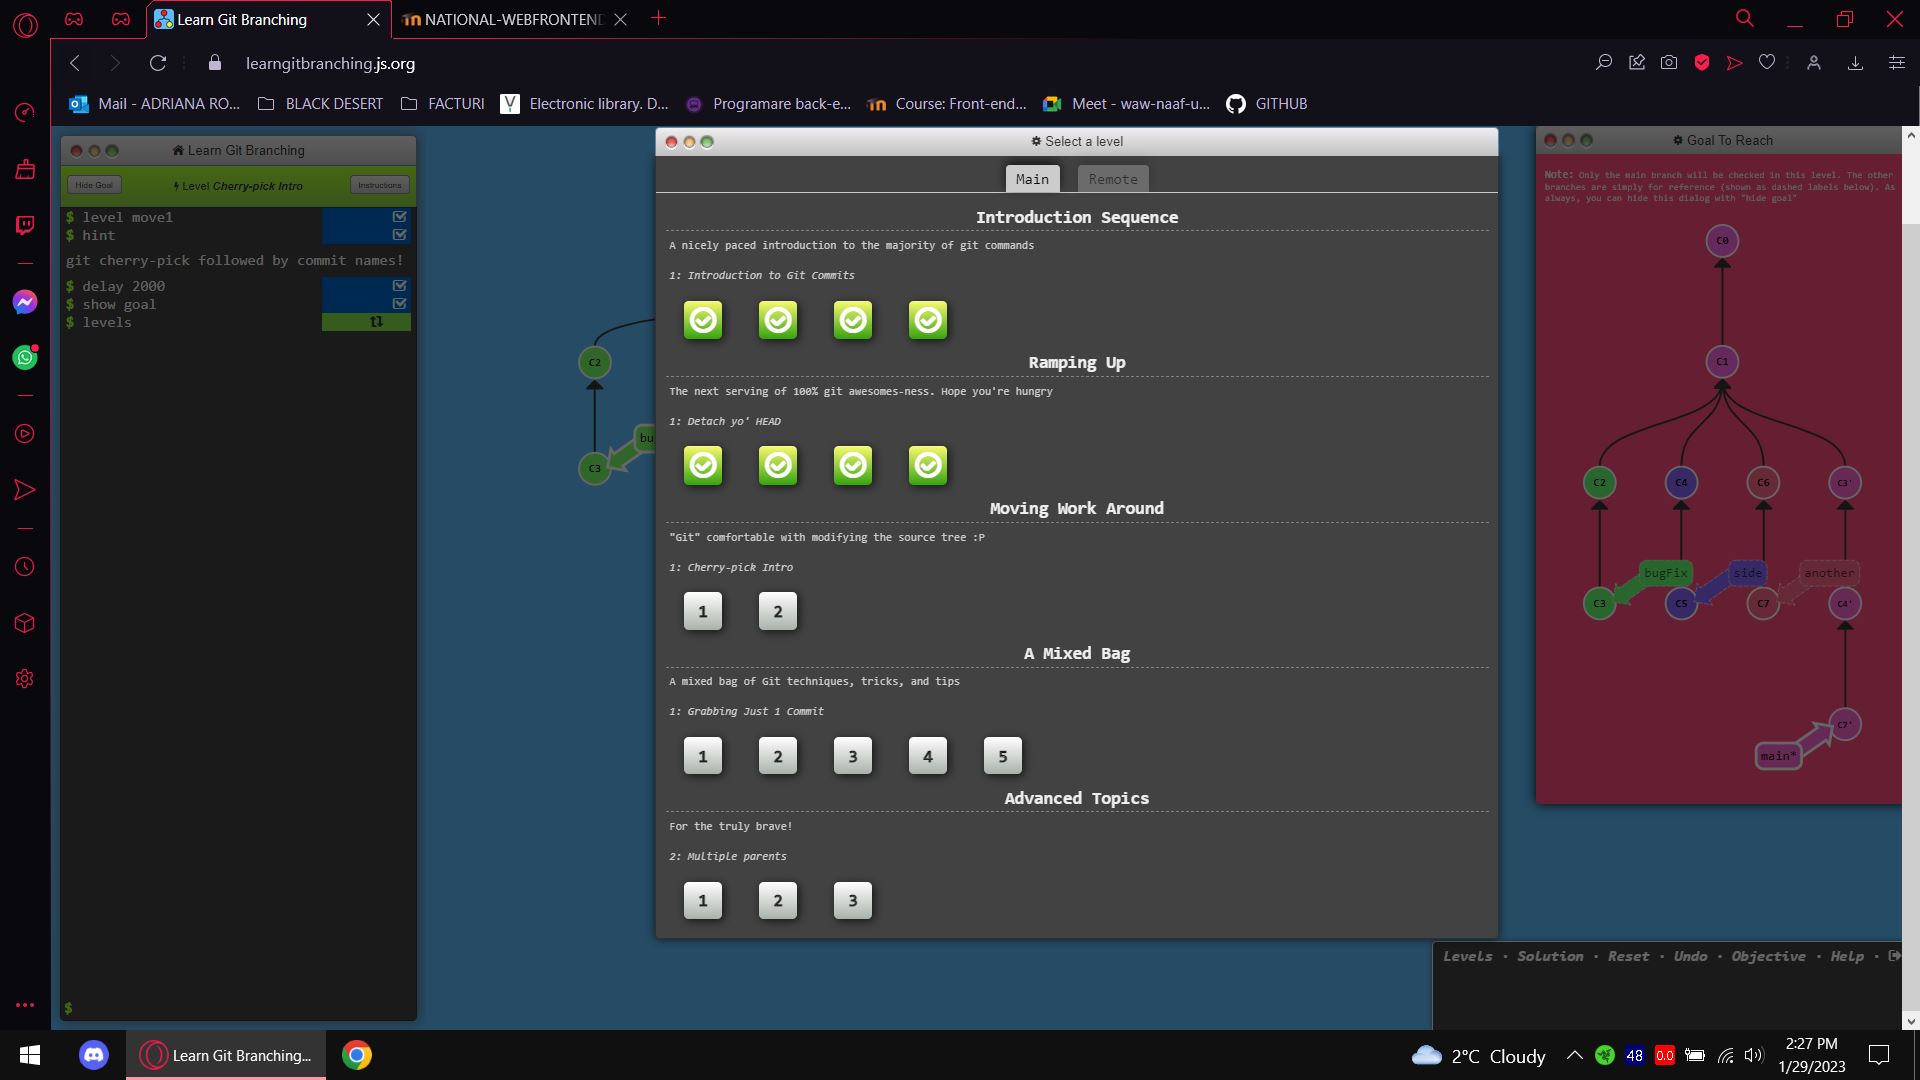 Learn Git Branching
NATIONAL-WEBFRONTEND
learngitbranching.js.org
Mail - ADRIANA RO...
BLACK DESERT
FACTURI
Electronic library. D...
Programare back-e...
Course: Front-end...
Meet - waw-naaf-u...
GITHUB
Learn Git Branching
Hide Goal
Level Cherry-pick Intro
Instructions
$ level move1
$ hint
git cherry-pick followed by commit names!
$ delay 2000
$ show goal
$ levels
$
C2
C3
bu
Select a level
Main
Remote
Introduction Sequence
A nicely paced introduction to the majority of git commands
1: Introduction to Git Commits
Ramping Up
The next serving of 100% git awesomes-ness. Hope you're hungry
1: Detach yo' HEAD
Moving Work Around
"Git" comfortable with modifying the source tree :P
1: Cherry-pick Intro
1 2
A Mixed Bag
A mixed bag of Git techniques, tricks, and tips
1: Grabbing Just 1 Commit
1 2 3 4 5
Advanced Topics
For the truly brave!
2: Multiple parents
1 2 3
Goal To Reach
Note: Only the main branch will be checked in this level. The other
branches are simply for reference (shown as dashed labels below). As
always, you can hide this dialog with "hide goal"
C0
C1
C2 C4 C6 C3'
bugFix side another
C3 C5 C7 C4'
C7'
main*
Levels · Solution · Reset · Undo · Objective · Help ·
Learn Git Branching...
2°C Cloudy
48
0.0
2:27 PM
1/29/2023